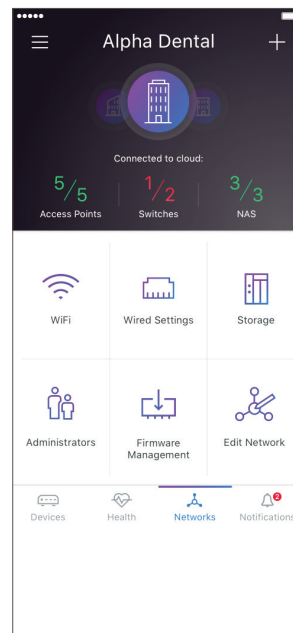 Alpha Dental
Connected to cloud:
5/5
1/2
3/3
Access Points
Switches
NAS
WiFi
Wired Settings
Storage
Administrators
Firmware
Management
Edit Network
2
Devices
Health
Networks
Notifications